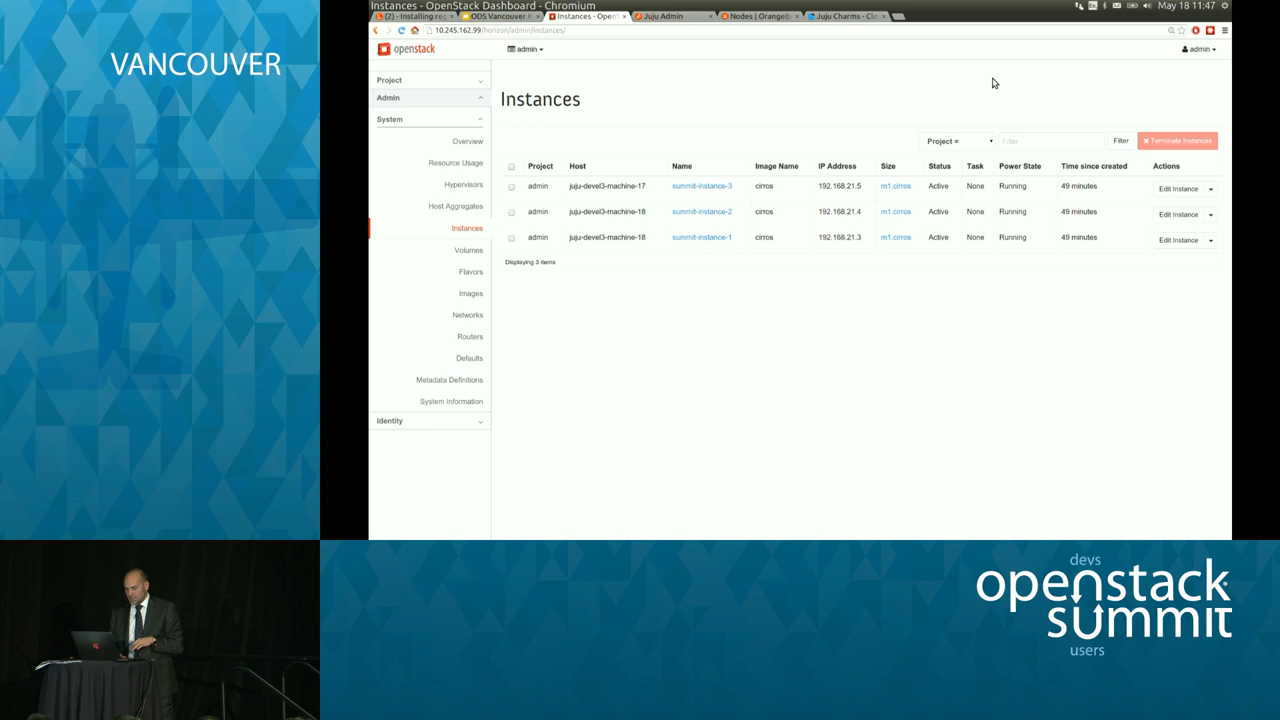 VANCOUVER
Instances - OpenStack Dashboard - Chromium
May 18 11:47
(2) - Installing re
ODS Vancouver K
Instances - Open
Juju Admin
Nodes | OrangeB
Juju Charms - Clo
10.245.162.99/horizon/admin/instances/
openstack
admin
admin
Project
Admin
System
Overview
Resource Usage
Hypervisors
Host Aggregates
Instances
Volumes
Flavors
Images
Networks
Routers
Defaults
Metadata Definitions
System Information
Identity
Instances
Project =
Filter
Filter
Terminate Instances
Project Host Name Image Name IP Address Size Status Task Power State Time since created Actions
admin juju-devel3-machine-17 summit-instance-3 cirros 192.168.21.5 m1.cirros Active None Running 49 minutes Edit Instance
admin juju-devel3-machine-18 summit-instance-2 cirros 192.168.21.4 m1.cirros Active None Running 49 minutes Edit Instance
admin juju-devel3-machine-18 summit-instance-1 cirros 192.168.21.3 m1.cirros Active None Running 49 minutes Edit Instance
Displaying 3 items
devs
openstack
summit
users